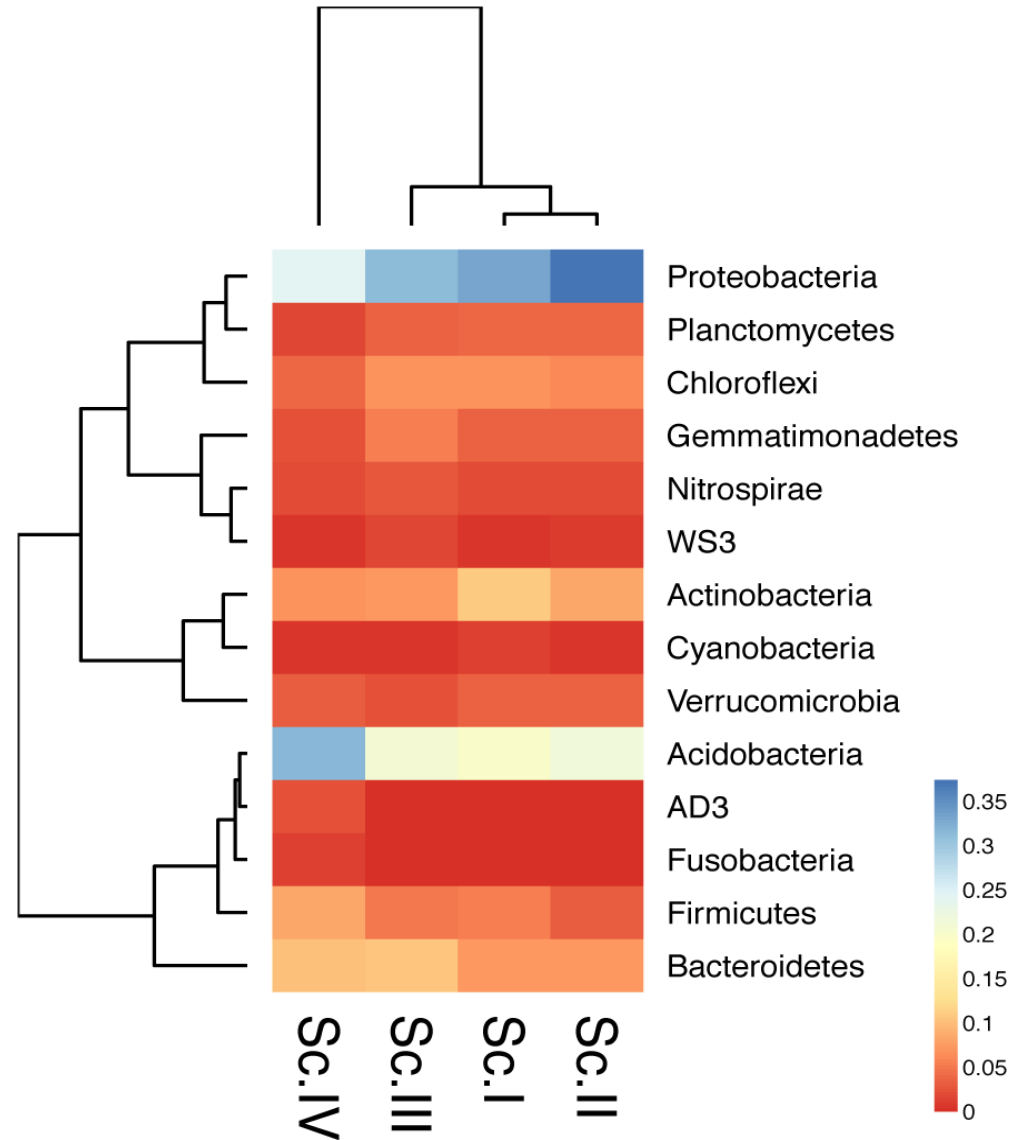 Proteobacteria
Planctomycetes
Chloroflexi
Gemmatimonadetes
Nitrospirae
WS3
Actinobacteria
Cyanobacteria
Verrucomicrobia
Acidobacteria
AD3
Fusobacteria
Firmicutes
Bacteroidetes
0.35
0.3
0.25
0.2
0.15
0.1
0.05
0
Sc.IV
Sc.III
Sc.I
Sc.II